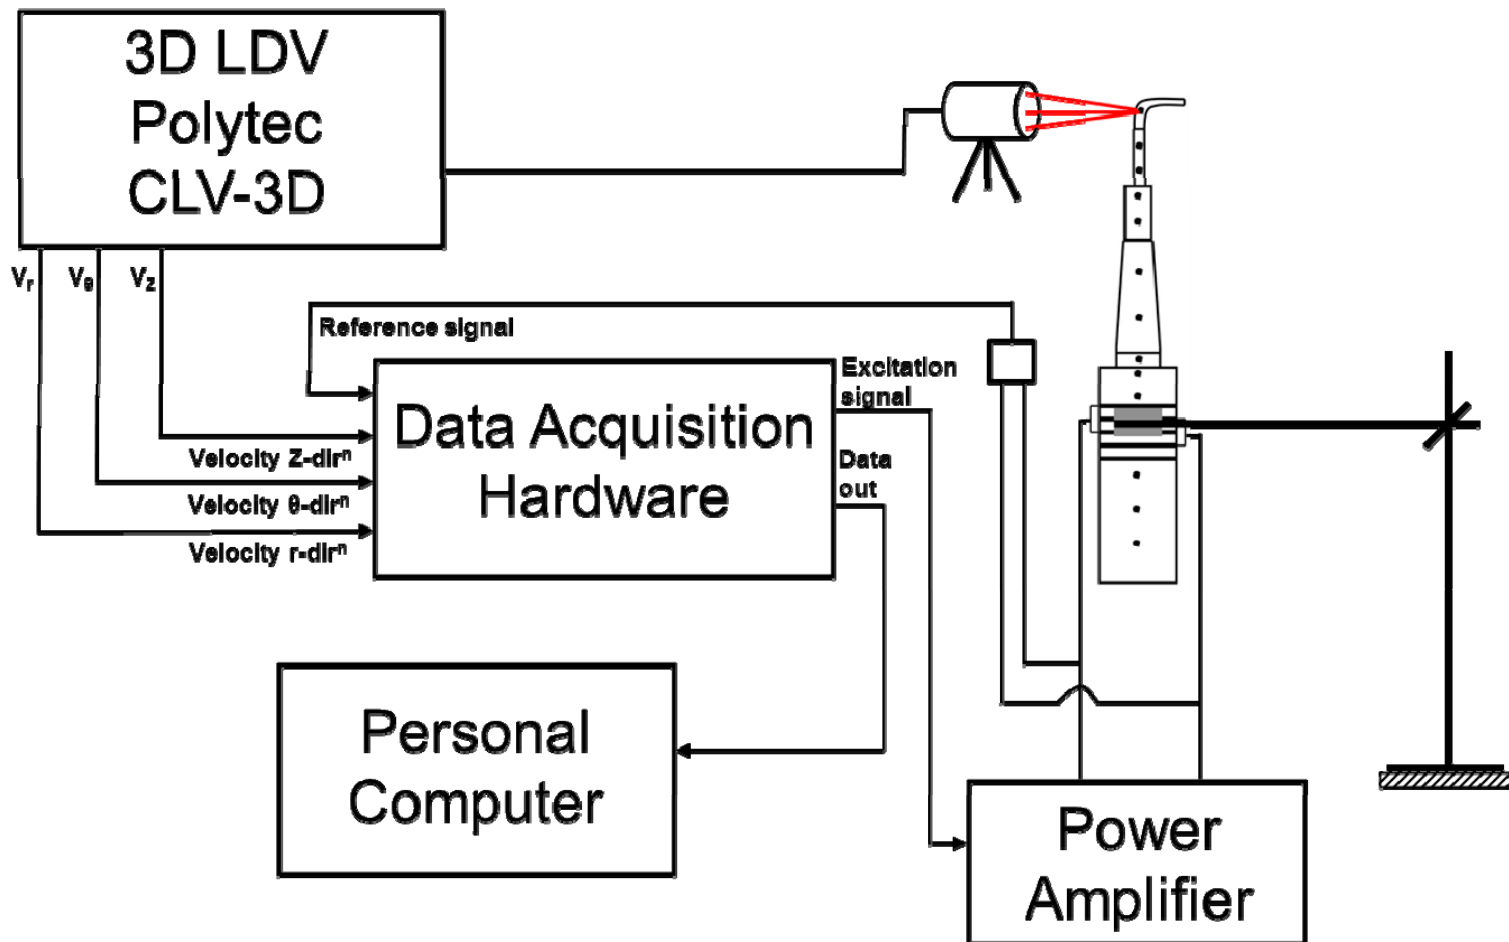 3D LDV
Polytec
CLV-3D
Vr Vθ Vz
Reference signal
Excitation
signal
Data Acquisition
Hardware
Velocity Z-dirⁿ
Velocity θ-dirⁿ
Velocity r-dirⁿ
Data
out
Personal
Computer
Power
Amplifier